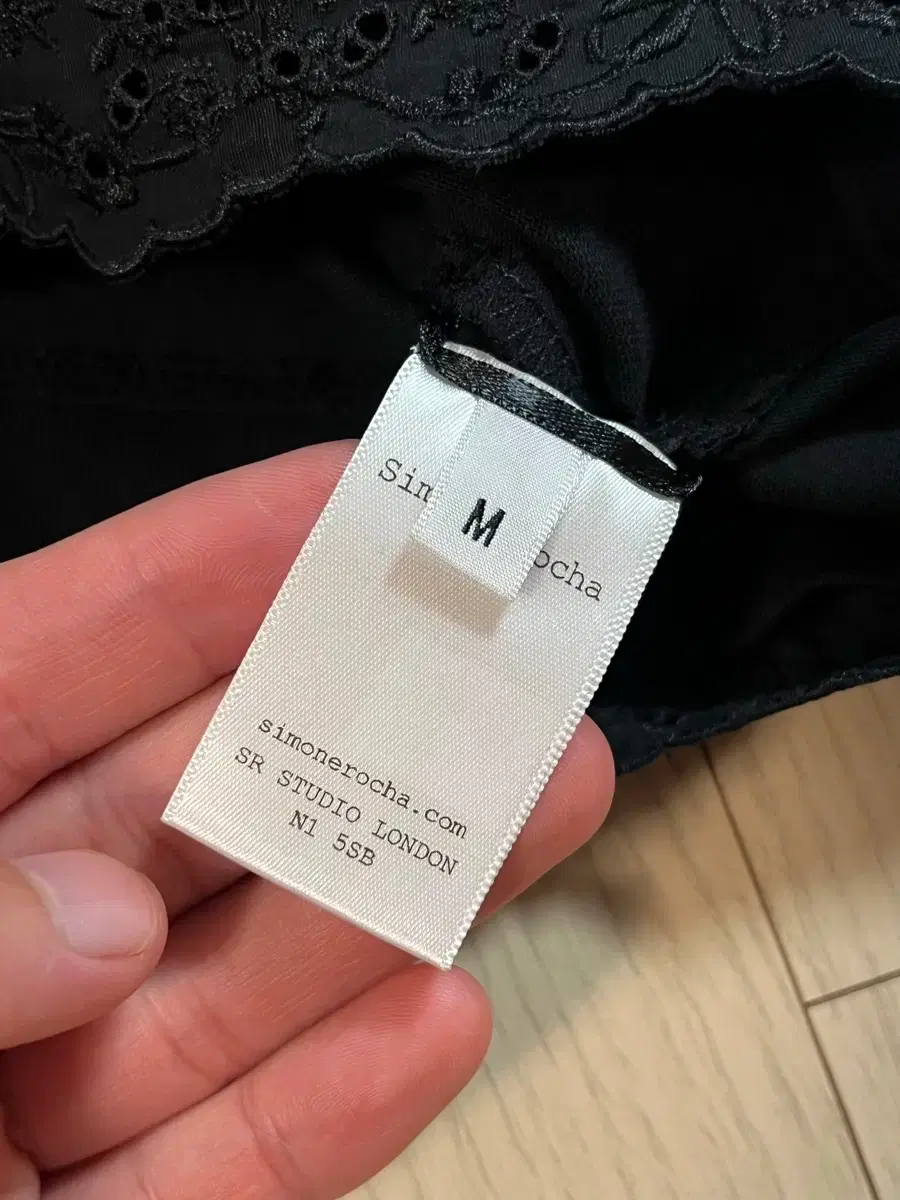 Sim ocha
M
simonerocha.com
SR STUDIO LONDON
N1 5SB